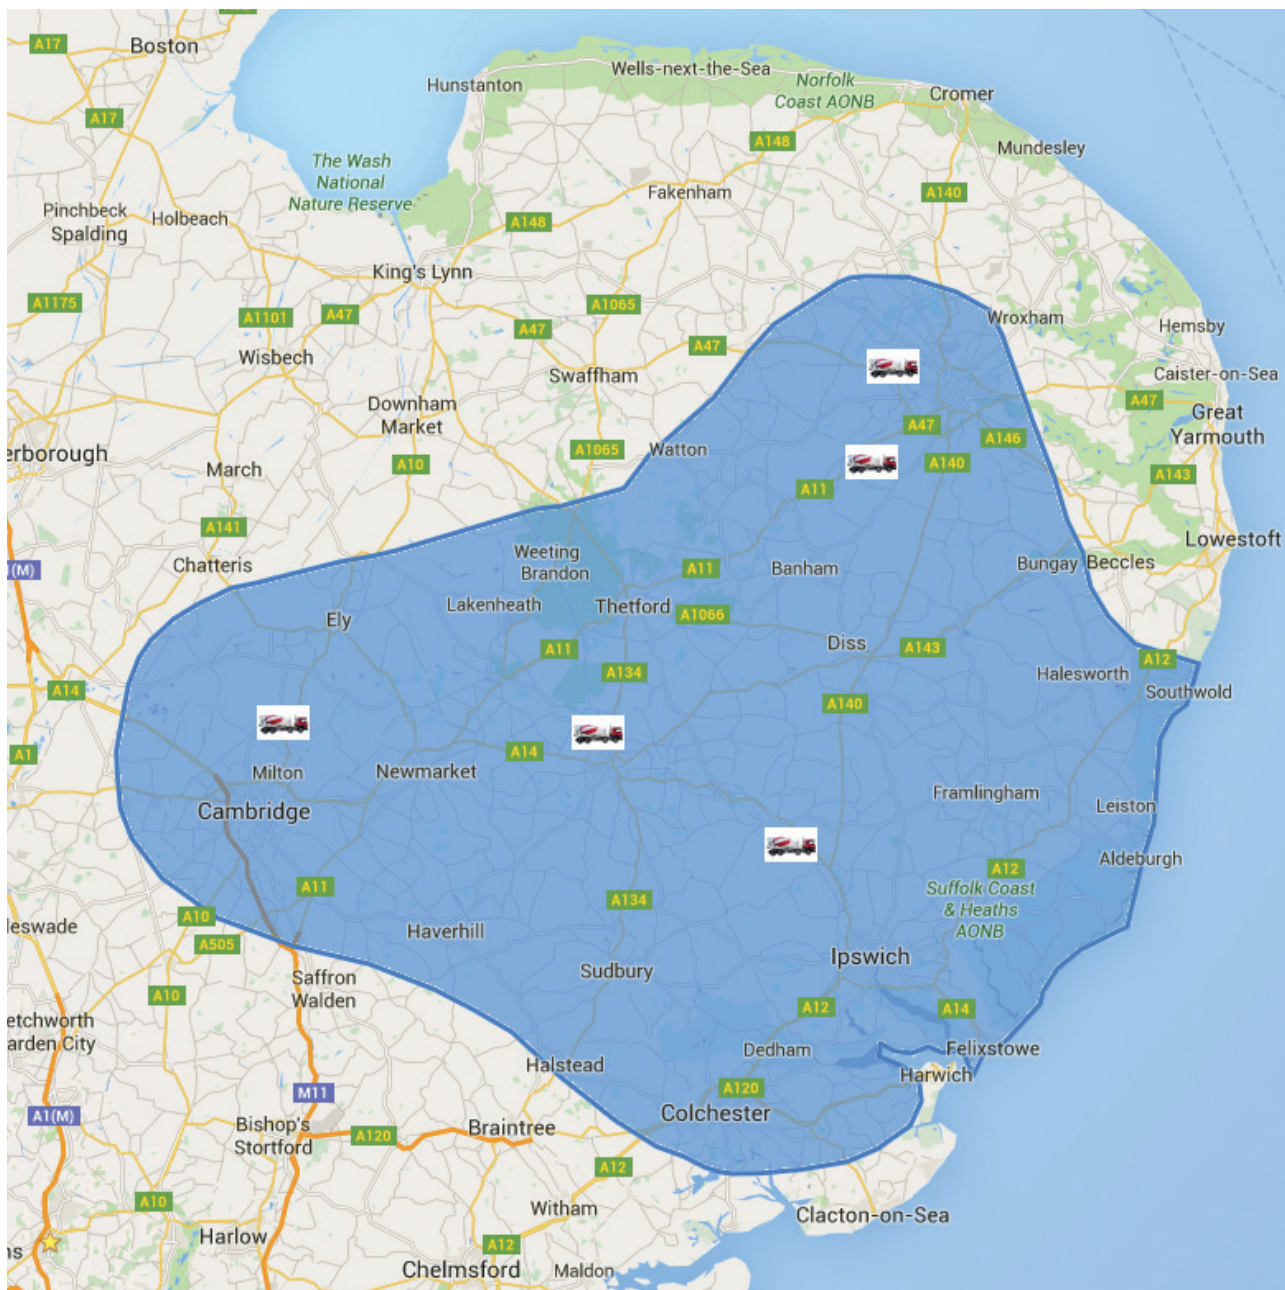 A17
Boston
Wells-next-the-Sea
Hunstanton
Norfolk
Coast AONB
Cromer
A17
A148
Mundesley
The Wash
National
Nature Reserve
Fakenham
A140
Pinchbeck
Spalding
Holbeach
A148
King's Lynn
A1175
A1101
A47
A1065
A47
Wroxham
Hemsby
Wisbech
A47
Swaffham
Caister-on-Sea
Downham
Market
A47
Great
Yarmouth
A47
A146
erborough
March
A10
A1065
Watton
A140
A143
A11
A141
Chatteris
Weeting
Brandon
A11
Banham
Bungay
Beccles
Lowestoft
1(M)
Lakenheath
Thetford
A1066
Ely
Diss
A143
A11
A134
A12
Halesworth
Southwold
A14
A140
A1
A14
Milton
Newmarket
Cambridge
Framlingham
Leiston
Aldeburgh
A12
A11
A134
Suffolk Coast
& Heaths
AONB
A10
leswade
A505
Haverhill
Ipswich
Saffron
Walden
Sudbury
A10
A12
A14
etchworth
arden City
Dedham
Felixstowe
Halstead
Harwich
M11
A120
A1(M)
Colchester
Bishop's
Stortford
A120
Braintree
A12
A10
Witham
Clacton-on-Sea
Harlow
A12
ns
Chelmsford
Maldon